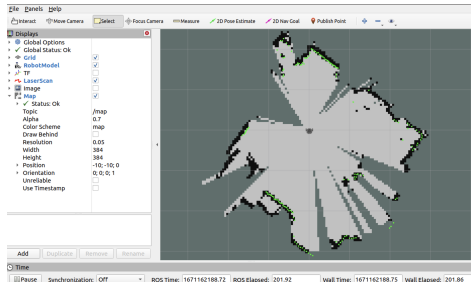 File Panels Help
Interact Move Camera Select Focus Camera Measure 2D Pose Estimate 2D Nav Goal Publish Point
Displays
Global Options
Global Status: Ok
Grid
RobotModel
TF
LaserScan
Image
Map
Status: Ok
Topic /map
Alpha 0.7
Color Scheme map
Draw Behind
Resolution 0.05
Width 384
Height 384
Position -10; -10; 0
Orientation 0; 0; 0; 1
Unreliable
Use Timestamp
Add Duplicate Remove Rename
Time
Pause Synchronization: Off ROS Time: 1671162188.72 ROS Elapsed: 201.92 Wall Time: 1671162188.75 Wall Elapsed: 201.86